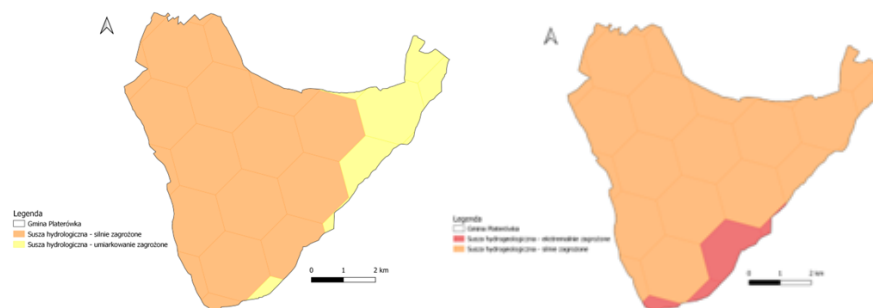 Legenda
Gmina Platerówka
Susza hydrologiczna - silnie zagrożone
Susza hydrologiczna - umiarkowanie zagrożone
0 1 2 km
Legenda
Gmina Platerówka
Susza hydrogeologiczna - ekstremalnie zagrożone
Susza hydrogeologiczna - silnie zagrożone
0 1 2 km